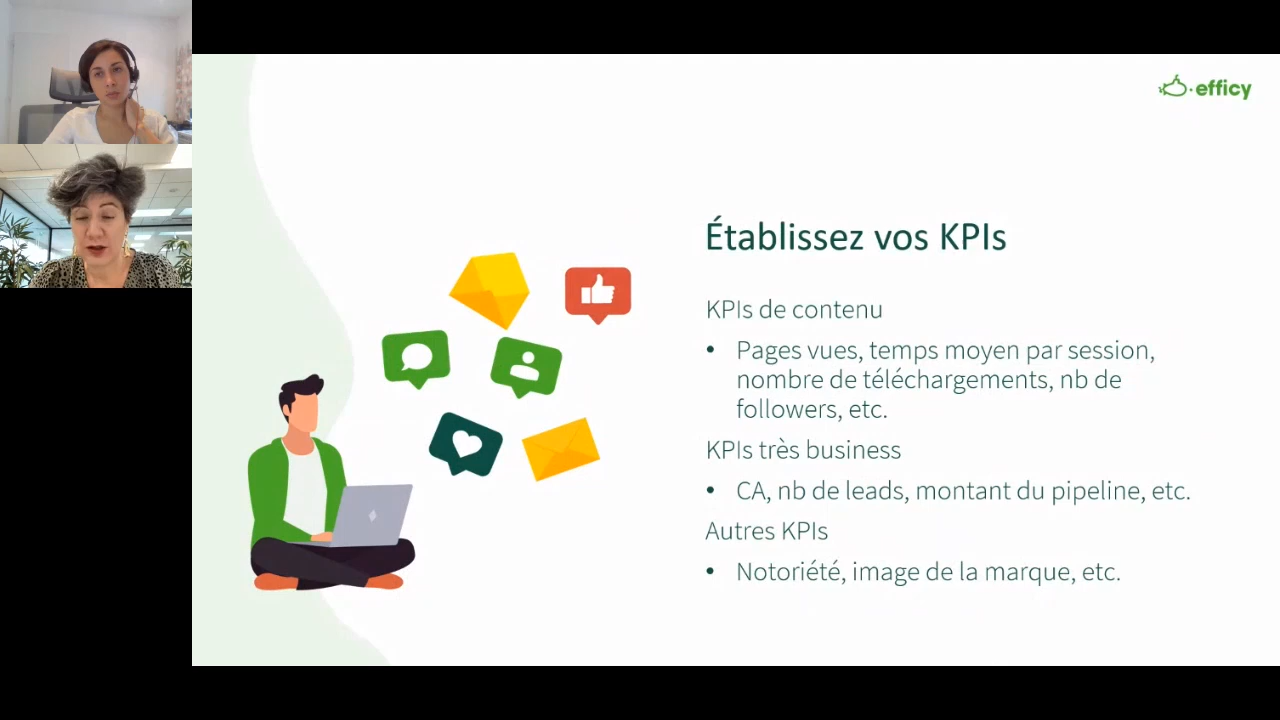 efficy
Établissez vos KPIs
KPIs de contenu
• Pages vues, temps moyen par session,
nombre de téléchargements, nb de
followers, etc.
KPIs très business
• CA, nb de leads, montant du pipeline, etc.
Autres KPIs
• Notoriété, image de la marque, etc.